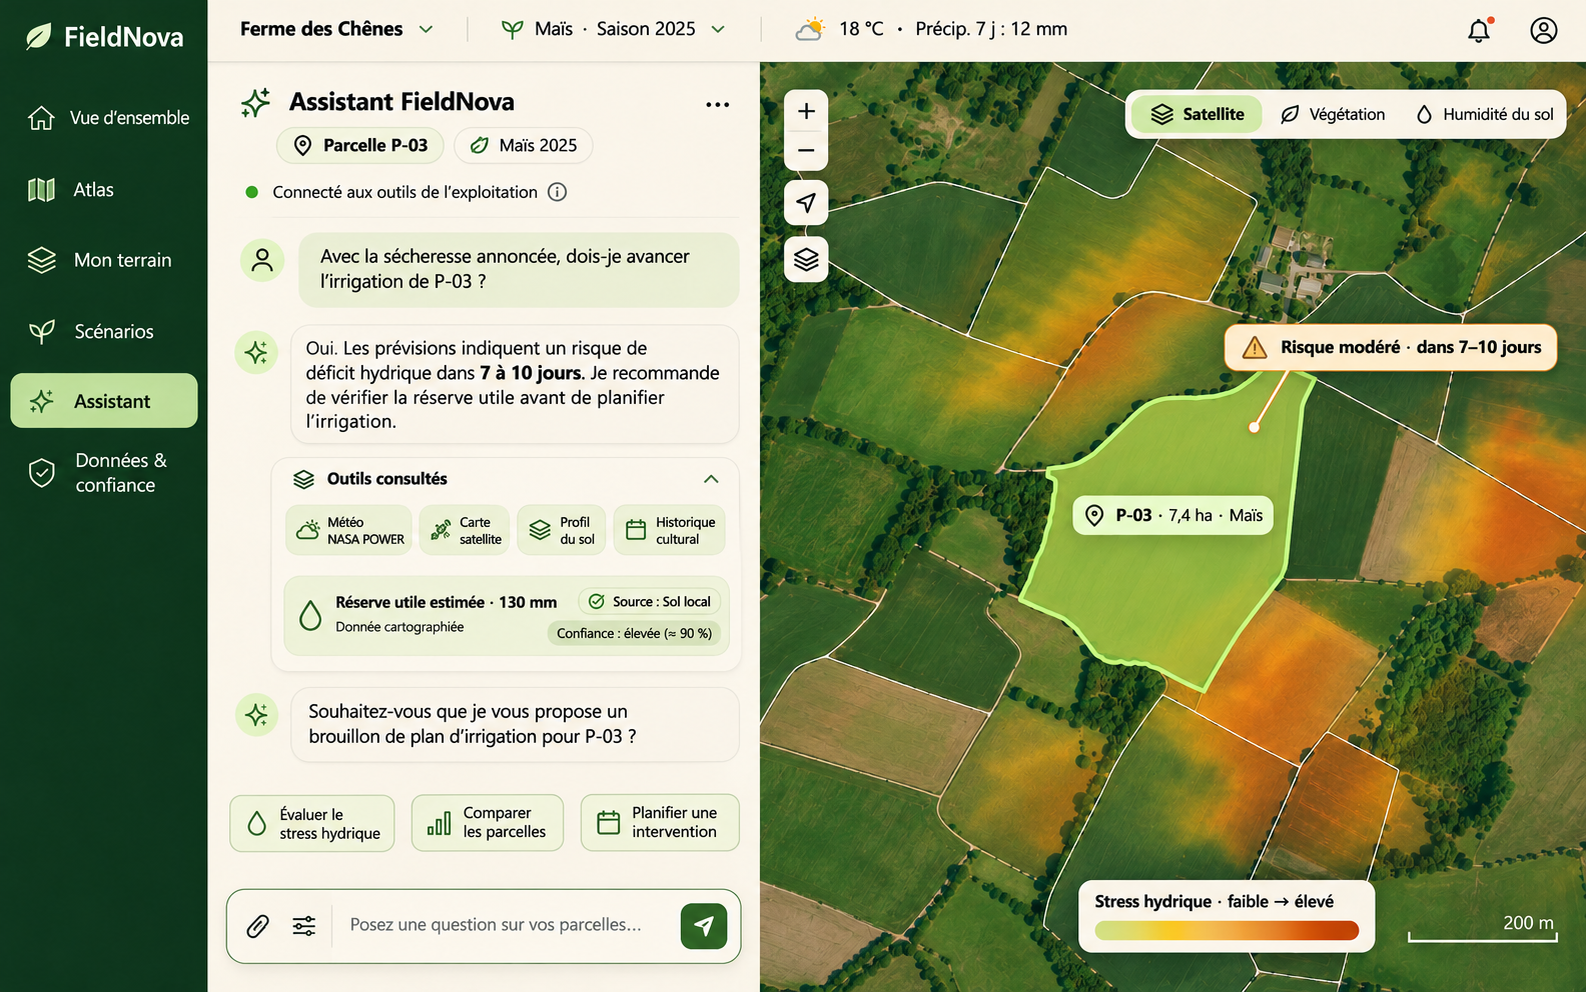 FieldNova
Vue d’ensemble
Atlas
Mon terrain
Scénarios
Assistant
Données &
confiance
Ferme des Chênes
Maïs · Saison 2025
18 °C • Précip. 7 j : 12 mm
Assistant FieldNova
Parcelle P-03
Maïs 2025
Connecté aux outils de l’exploitation
Avec la sécheresse annoncée, dois-je avancer
l’irrigation de P-03 ?
Oui. Les prévisions indiquent un risque de
déficit hydrique dans 7 à 10 jours. Je recommande
de vérifier la réserve utile avant de planifier
l’irrigation.
Outils consultés
Météo
NASA POWER
Carte
satellite
Profil
du sol
Historique
cultural
Réserve utile estimée · 130 mm
Donnée cartographiée
Source : Sol local
Confiance : élevée (≈ 90 %)
Souhaitez-vous que je vous propose un
brouillon de plan d’irrigation pour P-03 ?
Évaluer le
stress hydrique
Comparer
les parcelles
Planifier une
intervention
Posez une question sur vos parcelles...
+
−
Satellite
Végétation
Humidité du sol
Risque modéré · dans 7–10 jours
P-03 · 7,4 ha · Maïs
Stress hydrique · faible → élevé
200 m